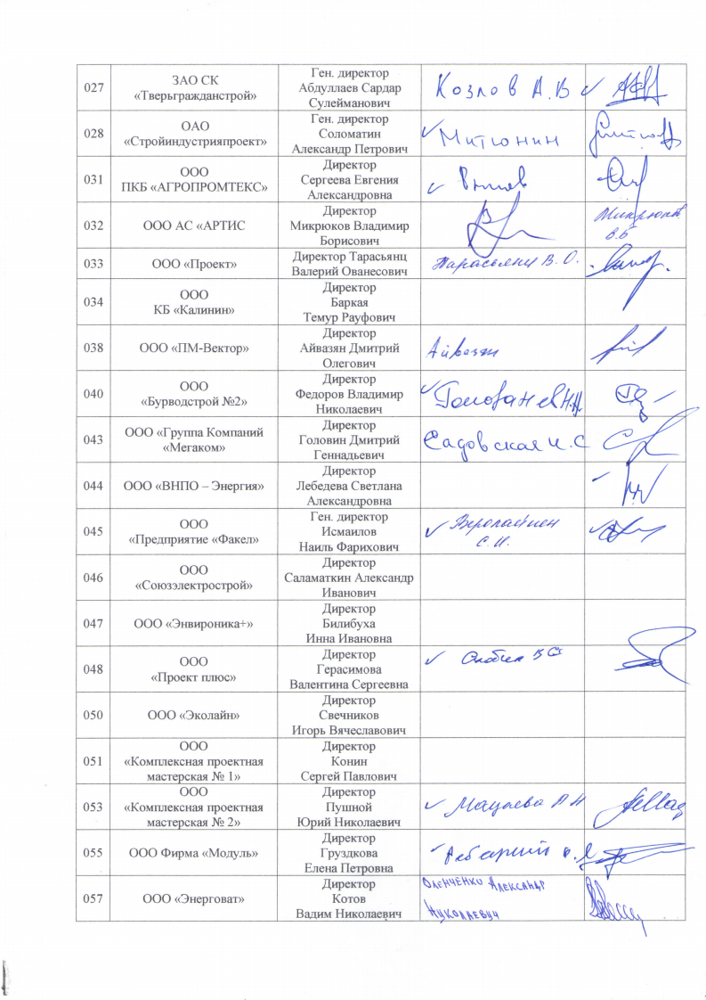 027
ЗАО СК
«Тверьгражданстрой»
Ген. директор
Абдуллаев Сардар
Сулейманович
Козлов А.В
028
ОАО
«Стройиндустрияпроект»
Ген. директор
Соломатин
Александр Петрович
Митюнин
031
ООО
ПКБ «АГРОПРОМТЕКС»
Директор
Сергеева Евгения
Александровна
032
ООО АС «АРТИС
Директор
Микрюков Владимир
Борисович
В.Б
033
ООО «Проект»
Директор Тарасьянц
Валерий Ованесович
Тарасьянц В.О.
034
ООО
КБ «Калинин»
Директор
Баркая
Темур Рауфович
038
ООО «ПМ-Вектор»
Директор
Айвазян Дмитрий
Олегович
Айвазян
040
ООО
«Бурводстрой №2»
Директор
Федоров Владимир
Николаевич
043
ООО «Группа Компаний
«Мегаком»
Директор
Головин Дмитрий
Геннадьевич
Садовская И.С
044
ООО «ВНПО – Энергия»
Директор
Лебедева Светлана
Александровна
045
ООО
«Предприятие «Факел»
Ген. директор
Исмаилов
Наиль Фарихович
С.И.
046
ООО
«Союзэлектрострой»
Директор
Саламаткин Александр
Иванович
047
ООО «Энвироника+»
Директор
Билибуха
Инна Ивановна
048
ООО
«Проект плюс»
Директор
Герасимова
Валентина Сергеевна
050
ООО «Эколайн»
Директор
Свечников
Игорь Вячеславович
051
ООО
«Комплексная проектная
мастерская № 1»
Директор
Конин
Сергей Павлович
053
ООО
«Комплексная проектная
мастерская № 2»
Директор
Пушной
Юрий Николаевич
055
ООО Фирма «Модуль»
Директор
Груздкова
Елена Петровна
057
ООО «Энерговат»
Директор
Котов
Вадим Николаевич
Александр
Николаевич